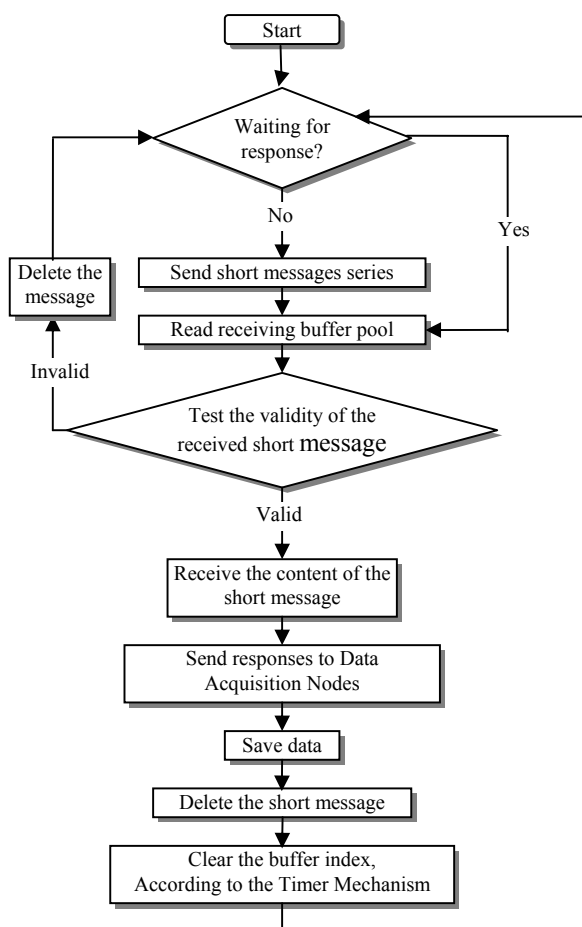 Start
Waiting for
response?
No
Yes
Send short messages series
Delete the
message
Read receiving buffer pool
Invalid
Test the validity of the
received short message
Valid
Receive the content of the
short message
Send responses to Data
Acquisition Nodes
Save data
Delete the short message
Clear the buffer index,
According to the Timer Mechanism